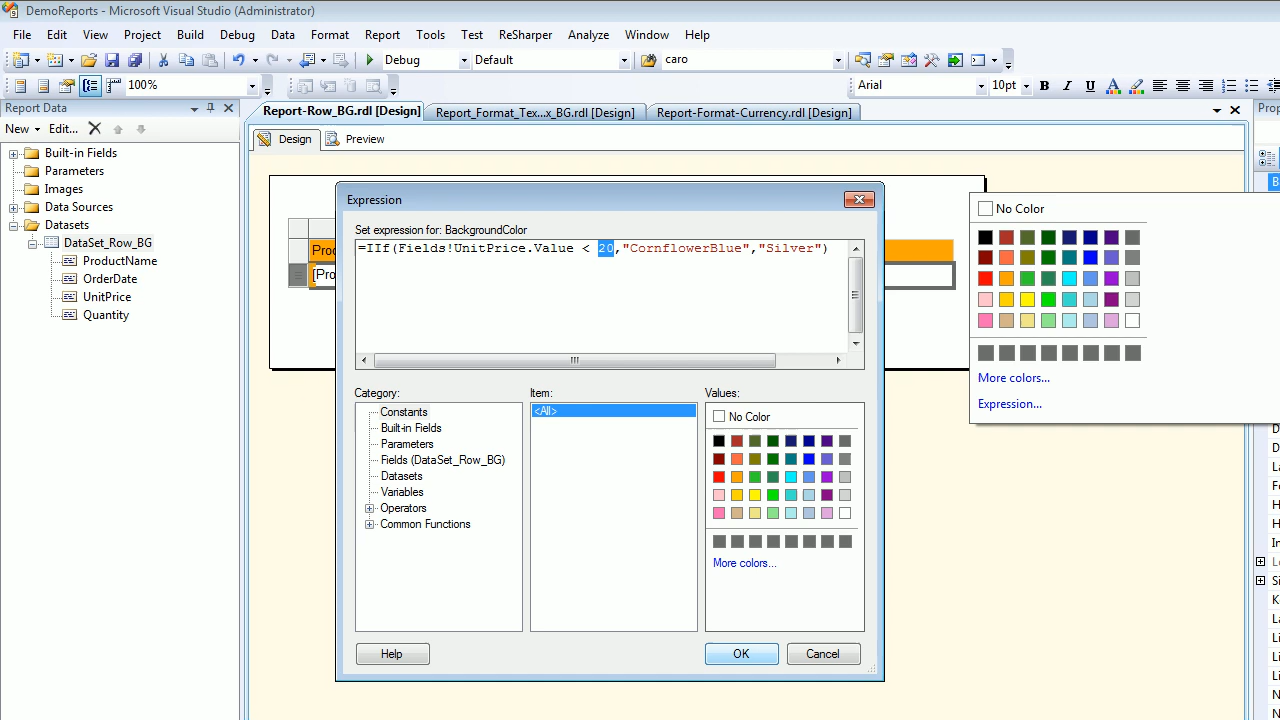 DemoReports - Microsoft Visual Studio (Administrator)
File Edit View Project Build Debug Data Format Report Tools Test ReSharper Analyze Window Help
Debug Default caro
100% Arial 10pt B I U A
Report Data
New Edit...
Built-in Fields
Parameters
Images
Data Sources
Datasets
DataSet_Row_BG
ProductName
OrderDate
UnitPrice
Quantity
Report-Row_BG.rdl [Design] Report_Format_Tex...x_BG.rdl [Design] Report-Format-Currency.rdl [Design]
Design Preview
Expression
Set expression for: BackgroundColor
=IIf(Fields!UnitPrice.Value < 20,"CornflowerBlue","Silver")
Category:
Constants
Built-in Fields
Parameters
Fields (DataSet_Row_BG)
Datasets
Variables
Operators
Common Functions
Item:
<All>
Values:
No Color
More colors...
Help OK Cancel
No Color
More colors...
Expression...